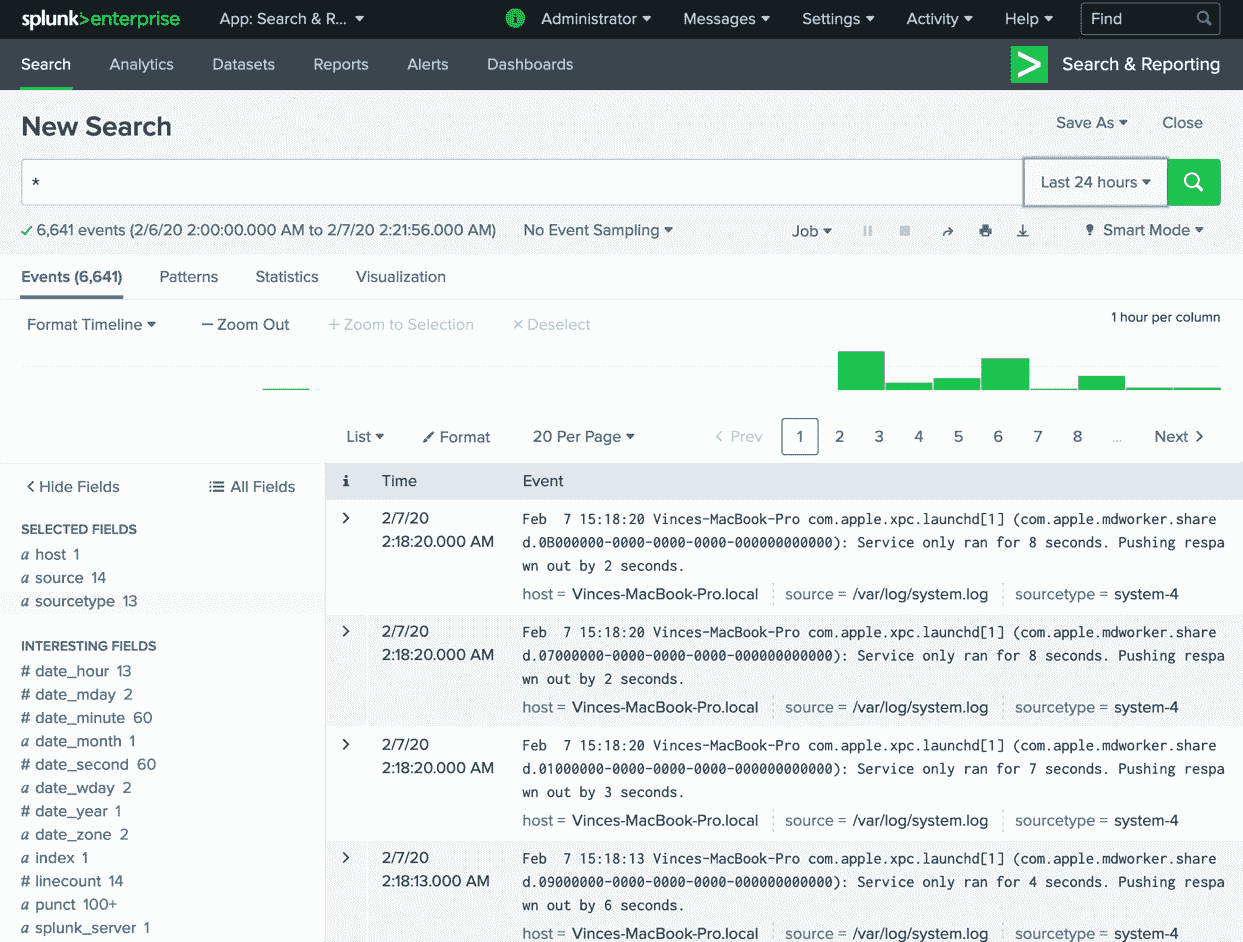 splunk>enterprise App: Search & R... i Administrator Messages Settings Activity Help Find
Search Analytics Datasets Reports Alerts Dashboards Search & Reporting
New Search Save As Close
* Last 24 hours
6,641 events (2/6/20 2:00:00.000 AM to 2/7/20 2:21:56.000 AM) No Event Sampling Job Smart Mode
Events (6,641) Patterns Statistics Visualization
Format Timeline — Zoom Out + Zoom to Selection × Deselect 1 hour per column
List Format 20 Per Page < Prev 1 2 3 4 5 6 7 8 ... Next >
< Hide Fields All Fields
SELECTED FIELDS
a host 1
a source 14
a sourcetype 13
INTERESTING FIELDS
# date_hour 13
# date_mday 2
# date_minute 60
a date_month 1
# date_second 60
a date_wday 2
# date_year 1
a date_zone 2
a index 1
# linecount 14
a punct 100+
a splunk_server 1
i Time Event
> 2/7/20 Feb  7 15:18:20 Vinces-MacBook-Pro com.apple.xpc.launchd[1] (com.apple.mdworker.share
2:18:20.000 AM d.0B000000-0000-0000-0000-000000000000): Service only ran for 8 seconds. Pushing respa
wn out by 2 seconds.
host = Vinces-MacBook-Pro.local source = /var/log/system.log sourcetype = system-4
> 2/7/20 Feb  7 15:18:20 Vinces-MacBook-Pro com.apple.xpc.launchd[1] (com.apple.mdworker.share
2:18:20.000 AM d.07000000-0000-0000-0000-000000000000): Service only ran for 8 seconds. Pushing respa
wn out by 2 seconds.
host = Vinces-MacBook-Pro.local source = /var/log/system.log sourcetype = system-4
> 2/7/20 Feb  7 15:18:20 Vinces-MacBook-Pro com.apple.xpc.launchd[1] (com.apple.mdworker.share
2:18:20.000 AM d.01000000-0000-0000-0000-000000000000): Service only ran for 7 seconds. Pushing respa
wn out by 3 seconds.
host = Vinces-MacBook-Pro.local source = /var/log/system.log sourcetype = system-4
> 2/7/20 Feb  7 15:18:13 Vinces-MacBook-Pro com.apple.xpc.launchd[1] (com.apple.mdworker.share
2:18:13.000 AM d.09000000-0000-0000-0000-000000000000): Service only ran for 4 seconds. Pushing respa
wn out by 6 seconds.
host = Vinces-MacBook-Pro.local source = /var/log/system.log sourcetype = system-4